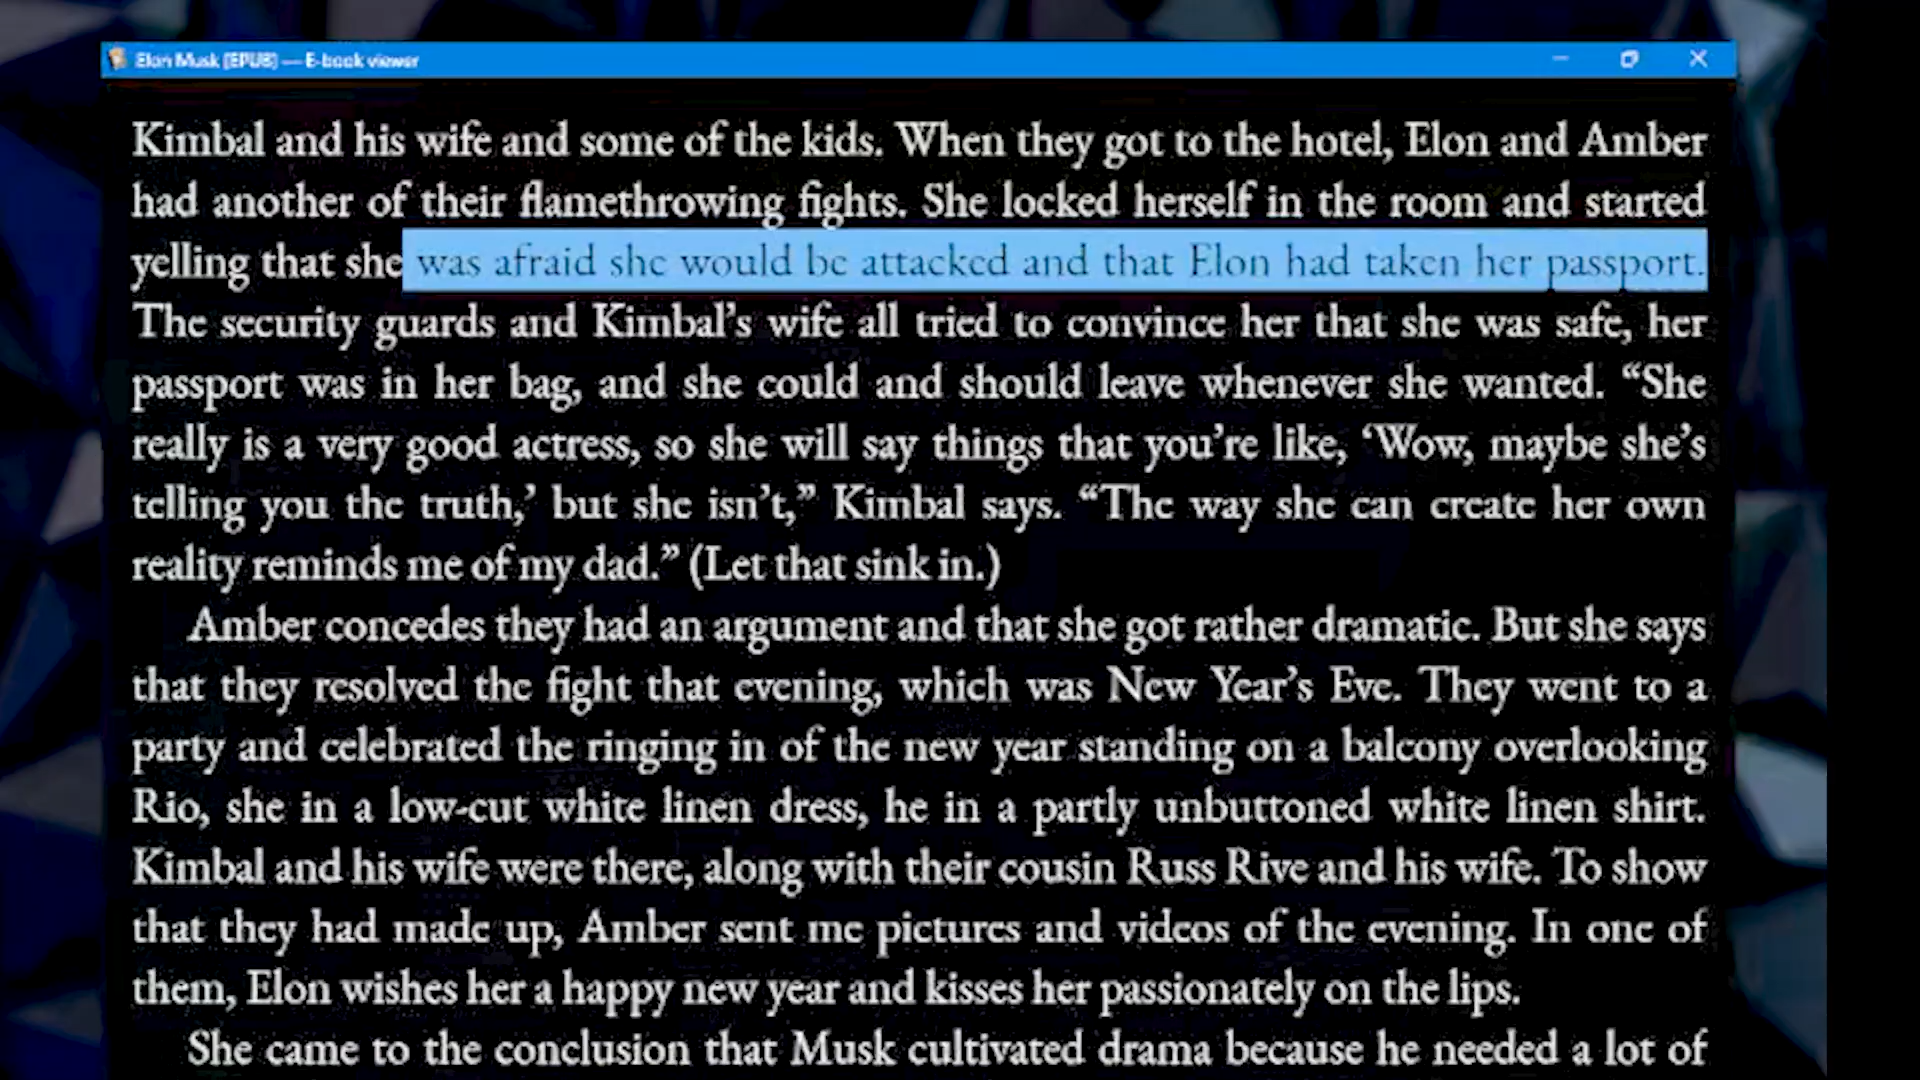 Elon Musk [EPUB] — E-book viewer
Kimbal and his wife and some of the kids. When they got to the hotel, Elon and Amber
had another of their flamethrowing fights. She locked herself in the room and started
yelling that she was afraid she would be attacked and that Elon had taken her passport.
The security guards and Kimbal’s wife all tried to convince her that she was safe, her
passport was in her bag, and she could and should leave whenever she wanted. “She
really is a very good actress, so she will say things that you’re like, ‘Wow, maybe she’s
telling you the truth,’ but she isn’t,” Kimbal says. “The way she can create her own
reality reminds me of my dad.” (Let that sink in.)
Amber concedes they had an argument and that she got rather dramatic. But she says
that they resolved the fight that evening, which was New Year’s Eve. They went to a
party and celebrated the ringing in of the new year standing on a balcony overlooking
Rio, she in a low-cut white linen dress, he in a partly unbuttoned white linen shirt.
Kimbal and his wife were there, along with their cousin Russ Rive and his wife. To show
that they had made up, Amber sent me pictures and videos of the evening. In one of
them, Elon wishes her a happy new year and kisses her passionately on the lips.
She came to the conclusion that Musk cultivated drama because he needed a lot of